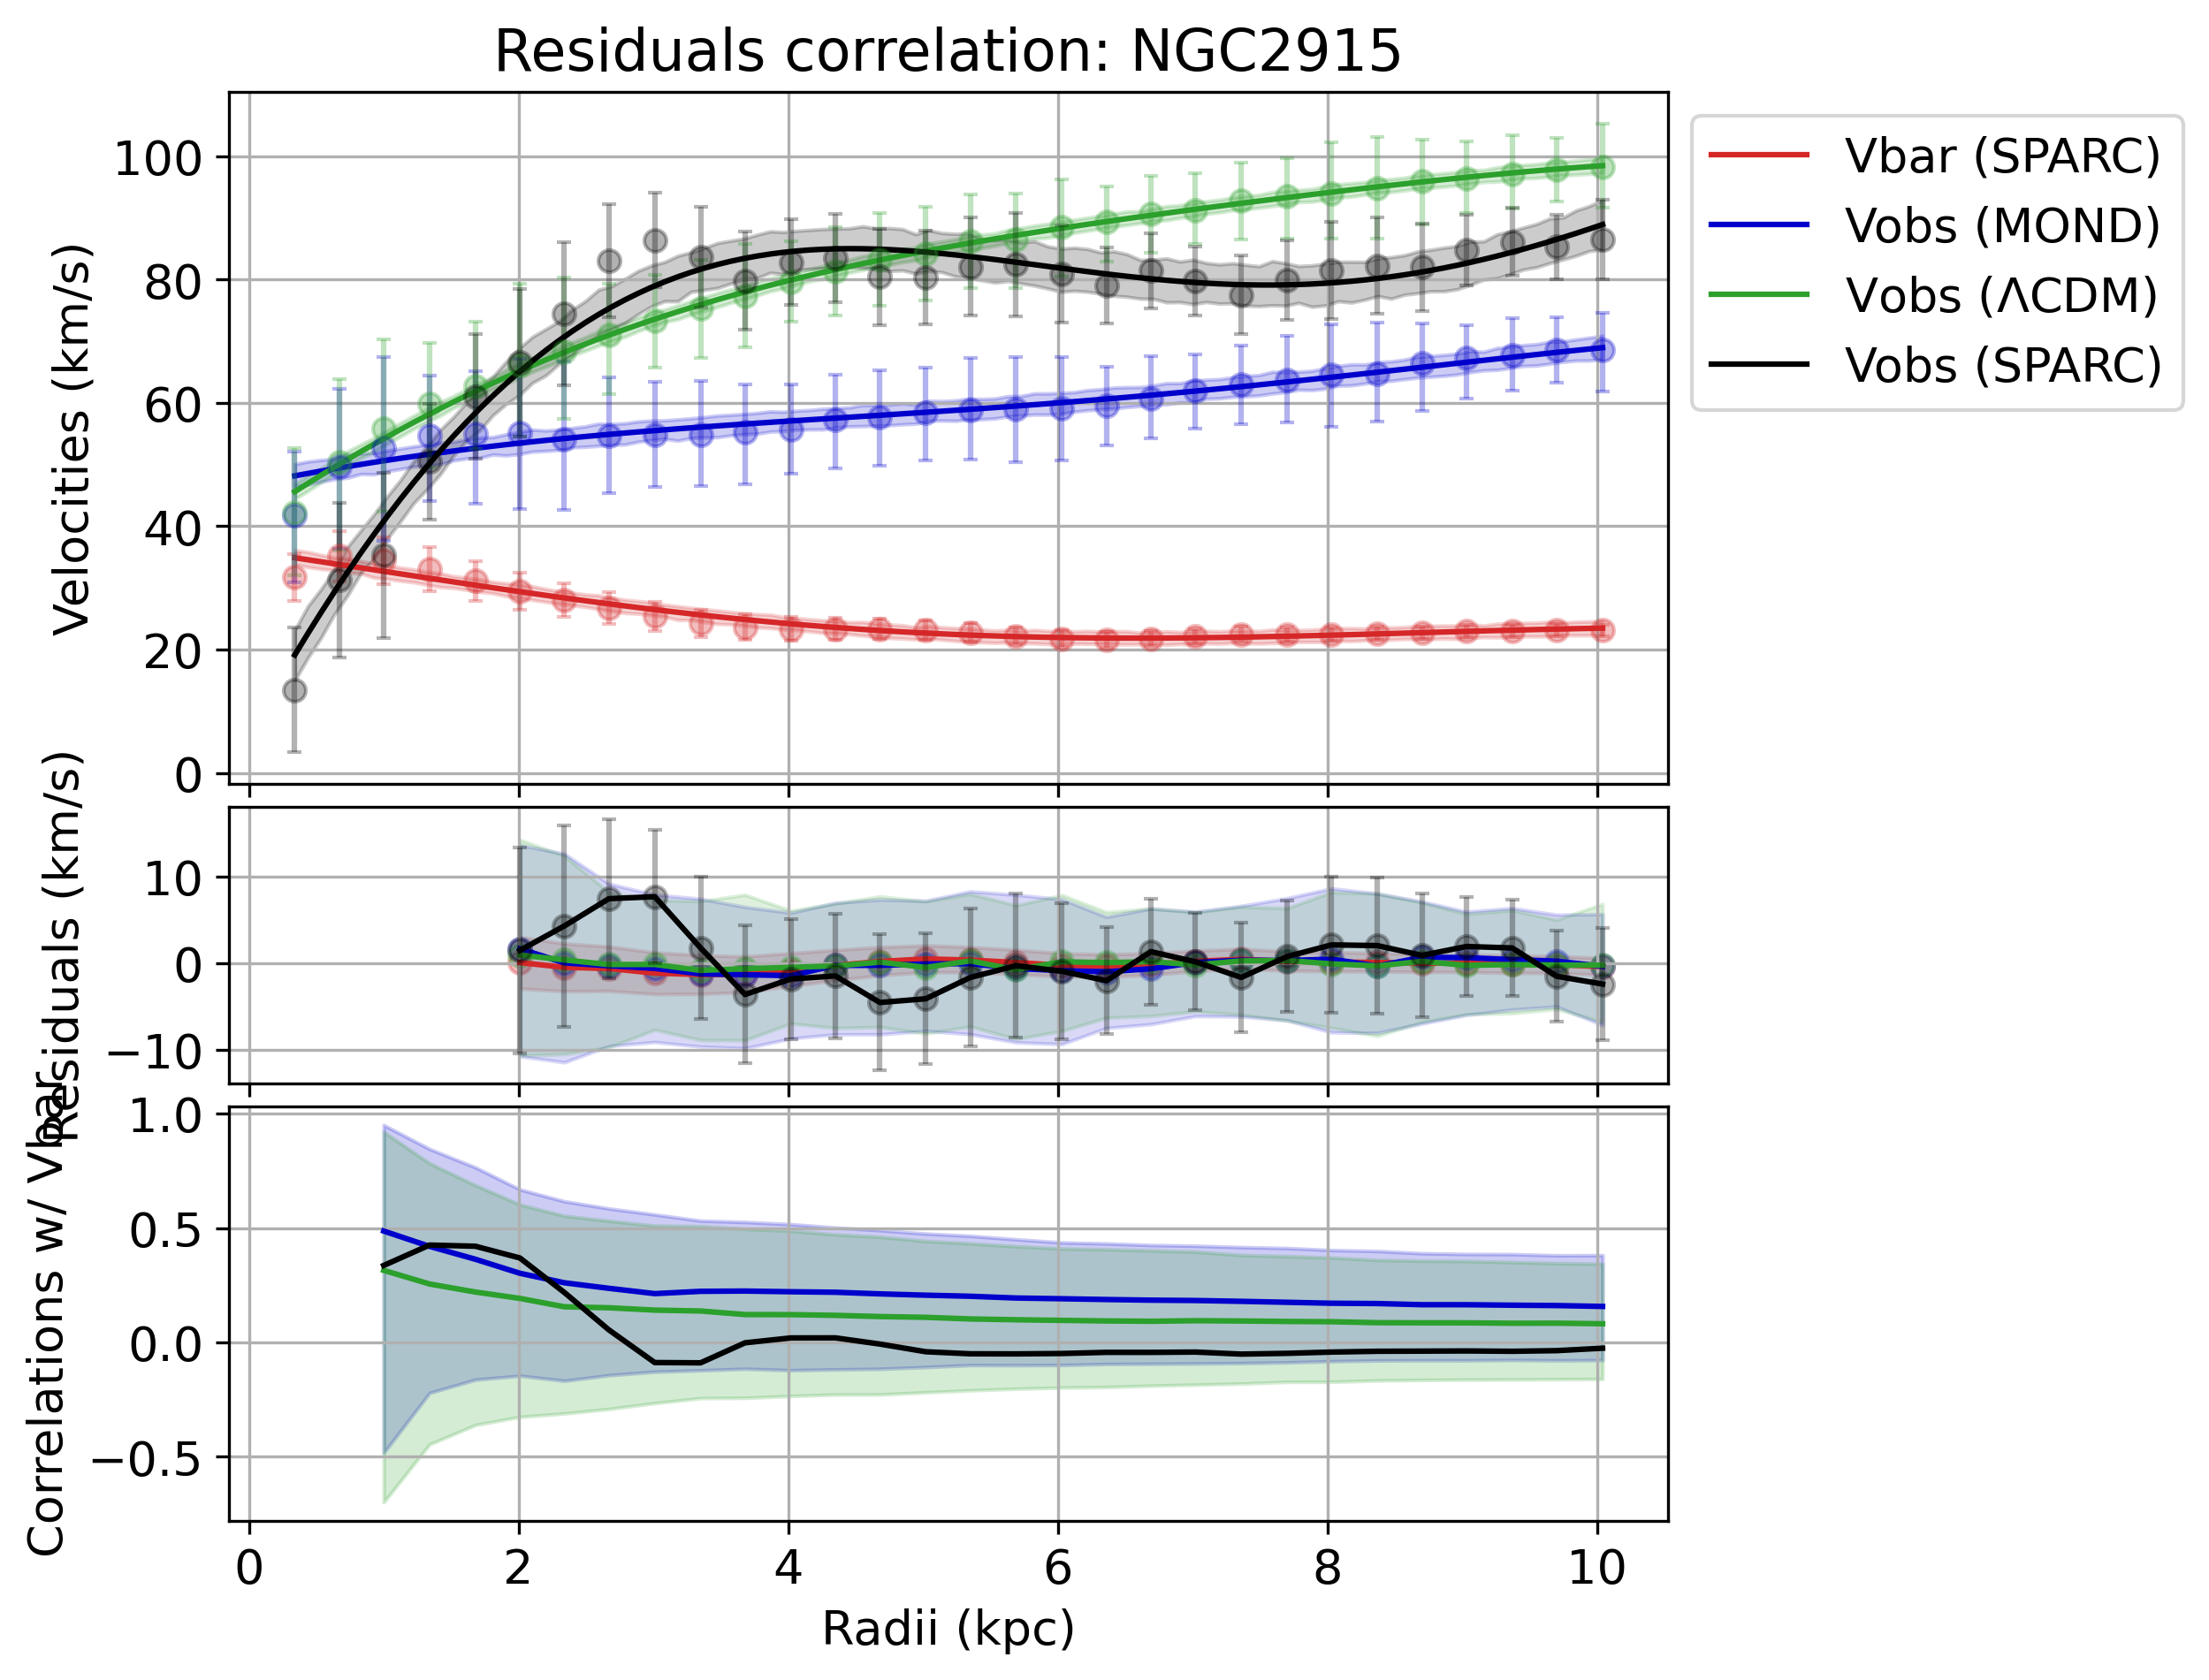 Residuals correlation: NGC2915
Velocities (km/s)
100
80
60
40
20
0
Vbar (SPARC)
Vobs (MOND)
Vobs (ΛCDM)
Vobs (SPARC)
Residuals (km/s)
10
0
−10
Correlations w/ Vbar
1.0
0.5
0.0
−0.5
0 2 4 6 8 10
Radii (kpc)